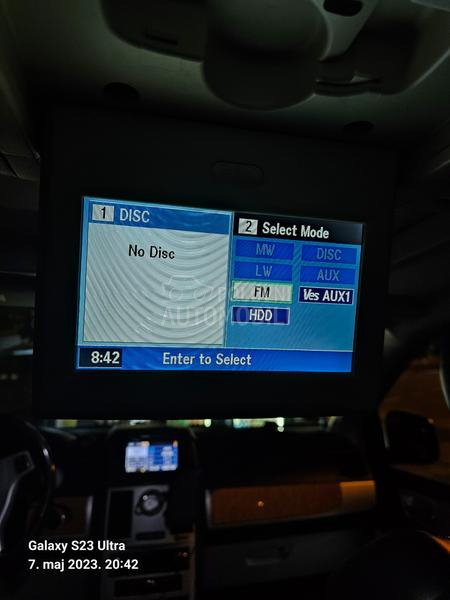 1 DISC
No Disc
2 Select Mode
MW DISC
LW AUX
FM Ves AUX1
HDD
8:42 Enter to Select
Galaxy S23 Ultra
7. maj 2023. 20:42